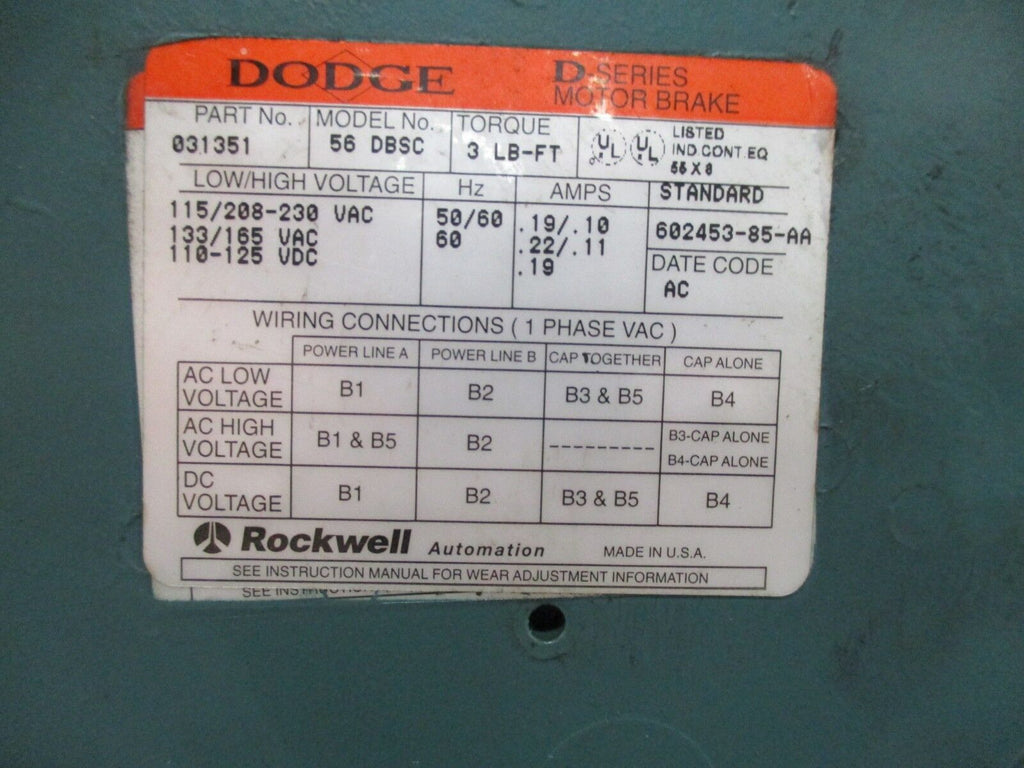 DODGE D-SERIES
MOTOR BRAKE
PART No. MODEL No. TORQUE LISTED
031351 56 DBSC 3 LB-FT IND.CONT.EQ
56 X 8
LOW/HIGH VOLTAGE Hz AMPS STANDARD
115/208-230 VAC 50/60 .19/.10 602453-85-AA
133/165 VAC 60 .22/.11
110-125 VDC .19
DATE CODE
AC
WIRING CONNECTIONS ( 1 PHASE VAC )
POWER LINE A POWER LINE B CAP TOGETHER CAP ALONE
AC LOW VOLTAGE B1 B2 B3 & B5 B4
AC HIGH VOLTAGE B1 & B5 B2 --------- B3-CAP ALONE
B4-CAP ALONE
DC VOLTAGE B1 B2 B3 & B5 B4
Rockwell Automation MADE IN U.S.A.
SEE INSTRUCTION MANUAL FOR WEAR ADJUSTMENT INFORMATION